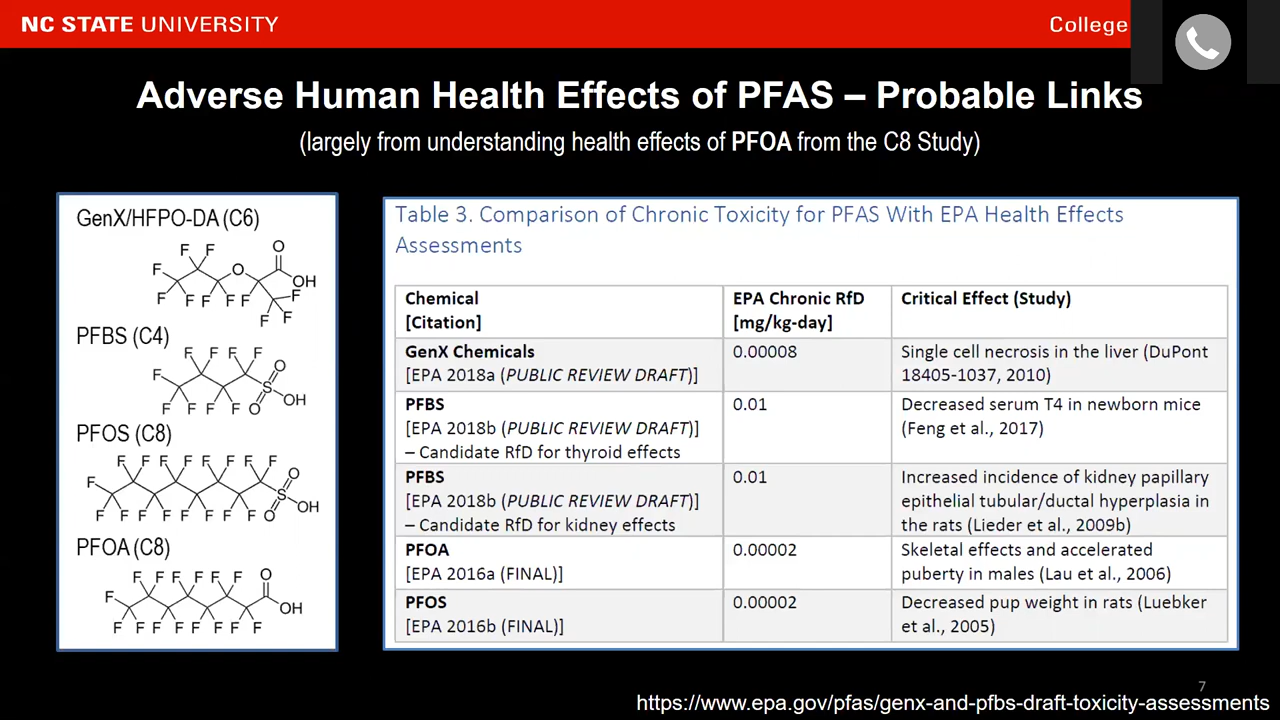 NC STATE UNIVERSITY
College
Adverse Human Health Effects of PFAS – Probable Links
(largely from understanding health effects of PFOA from the C8 Study)
GenX/HFPO-DA (C6)
F F O
F O OH
F F F F F F
F F
PFBS (C4)
F F F F
F O
S OH
F F F F O
PFOS (C8)
F F F F F F F F
F O
S OH
F F F F F F F F O
PFOA (C8)
F F F F F F O
F OH
F F F F F F F F
Table 3. Comparison of Chronic Toxicity for PFAS With EPA Health Effects
Assessments
Chemical
[Citation]
EPA Chronic RfD
[mg/kg-day]
Critical Effect (Study)
GenX Chemicals
[EPA 2018a (PUBLIC REVIEW DRAFT)]
0.00008
Single cell necrosis in the liver (DuPont
18405-1037, 2010)
PFBS
[EPA 2018b (PUBLIC REVIEW DRAFT)]
– Candidate RfD for thyroid effects
0.01
Decreased serum T4 in newborn mice
(Feng et al., 2017)
PFBS
[EPA 2018b (PUBLIC REVIEW DRAFT)]
– Candidate RfD for kidney effects
0.01
Increased incidence of kidney papillary
epithelial tubular/ductal hyperplasia in
the rats (Lieder et al., 2009b)
PFOA
[EPA 2016a (FINAL)]
0.00002
Skeletal effects and accelerated
puberty in males (Lau et al., 2006)
PFOS
[EPA 2016b (FINAL)]
0.00002
Decreased pup weight in rats (Luebker
et al., 2005)
7
https://www.epa.gov/pfas/genx-and-pfbs-draft-toxicity-assessments